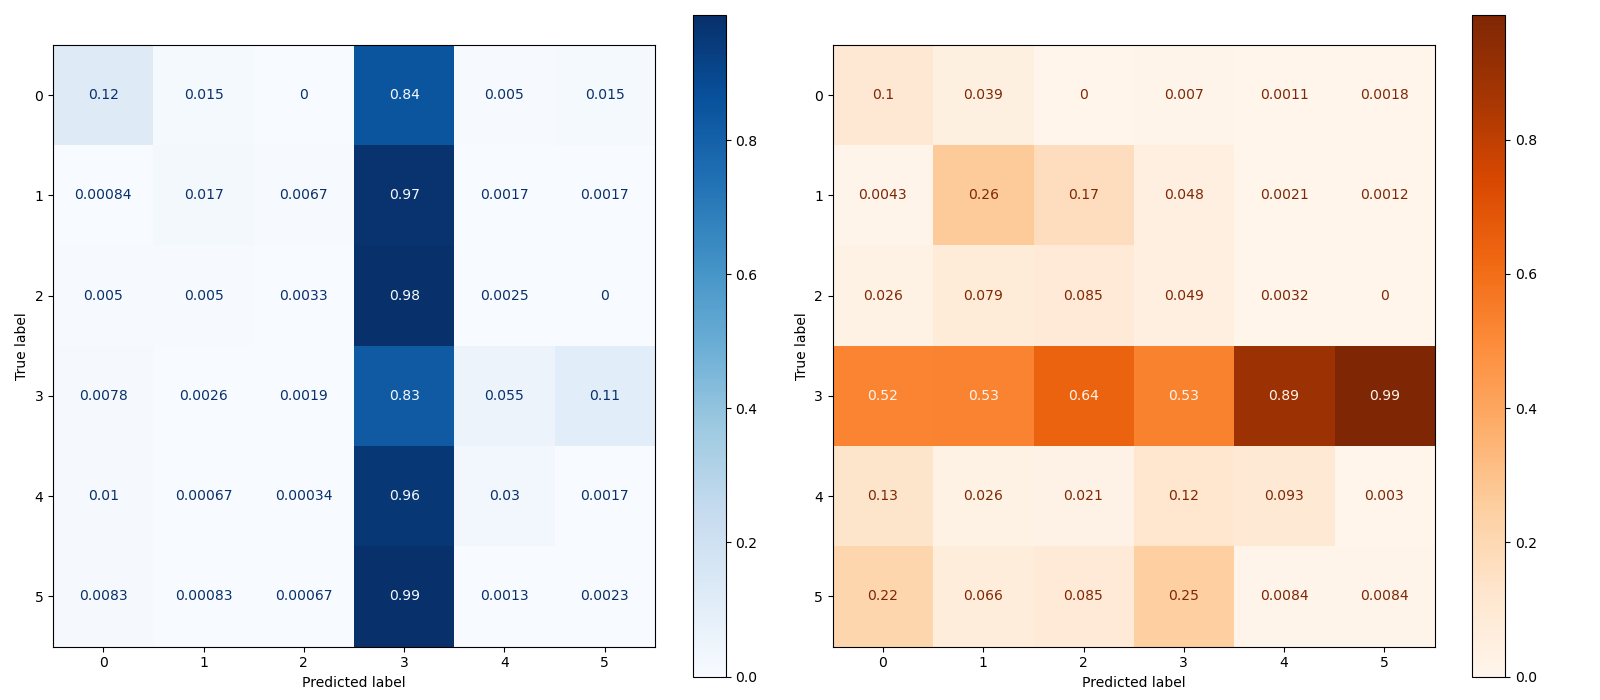 0 0.12 0.015 0 0.84 0.005 0.015
1 0.00084 0.017 0.0067 0.97 0.0017 0.0017
2 0.005 0.005 0.0033 0.98 0.0025 0
3 0.0078 0.0026 0.0019 0.83 0.055 0.11
4 0.01 0.00067 0.00034 0.96 0.03 0.0017
5 0.0083 0.00083 0.00067 0.99 0.0013 0.0023
0 1 2 3 4 5
True label
Predicted label
0.8
0.6
0.4
0.2
0.0
0 0.1 0.039 0 0.007 0.0011 0.0018
1 0.0043 0.26 0.17 0.048 0.0021 0.0012
2 0.026 0.079 0.085 0.049 0.0032 0
3 0.52 0.53 0.64 0.53 0.89 0.99
4 0.13 0.026 0.021 0.12 0.093 0.003
5 0.22 0.066 0.085 0.25 0.0084 0.0084
0 1 2 3 4 5
True label
Predicted label
0.8
0.6
0.4
0.2
0.0